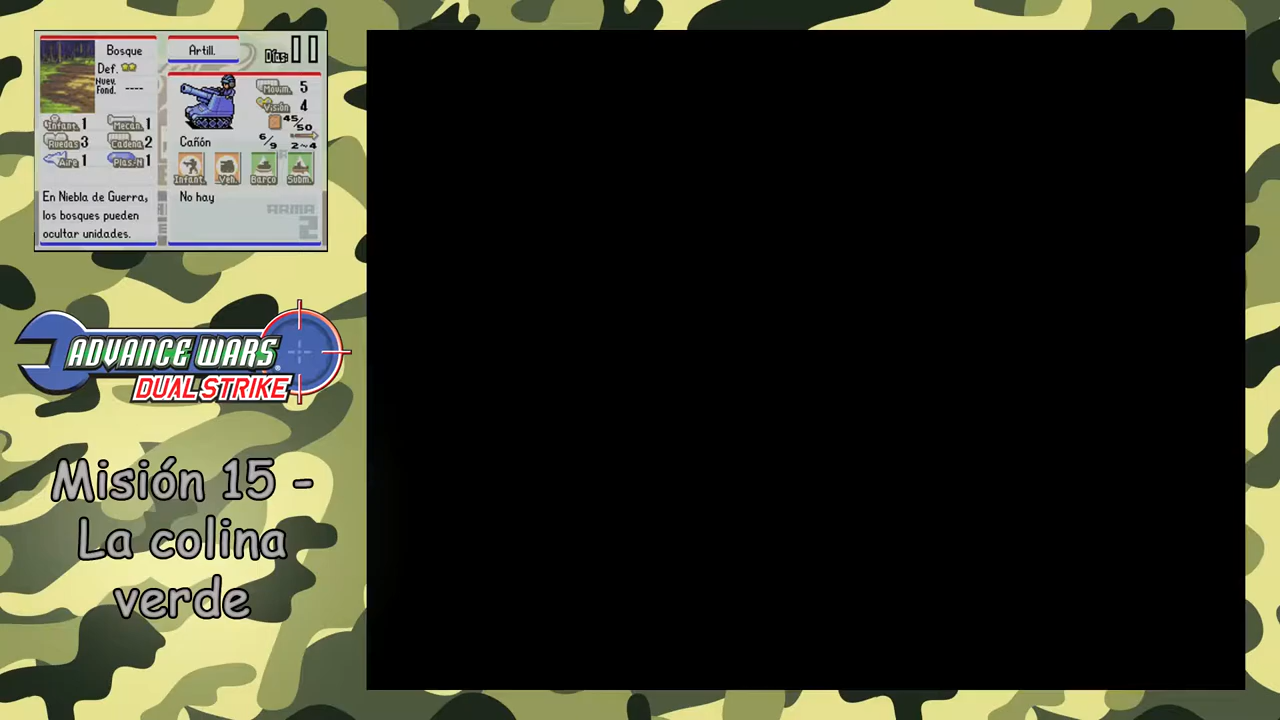 Bosque
Def.
Nuev. Fond. ----
Infant. 1 Mecán. 1
Ruedas 3 Cadena 2
Aire 1 Plas.-N 1
En Niebla de Guerra,
los bosques pueden
ocultar unidades.
Artill.
Días: 11
Movim. 5
Visión 4
45/50
Cañón 6/9 2~4
Infant. Veh. Barco Subm.
No hay
ARMA
2
ADVANCE WARS
DUAL STRIKE
Misión 15 -
La colina
verde